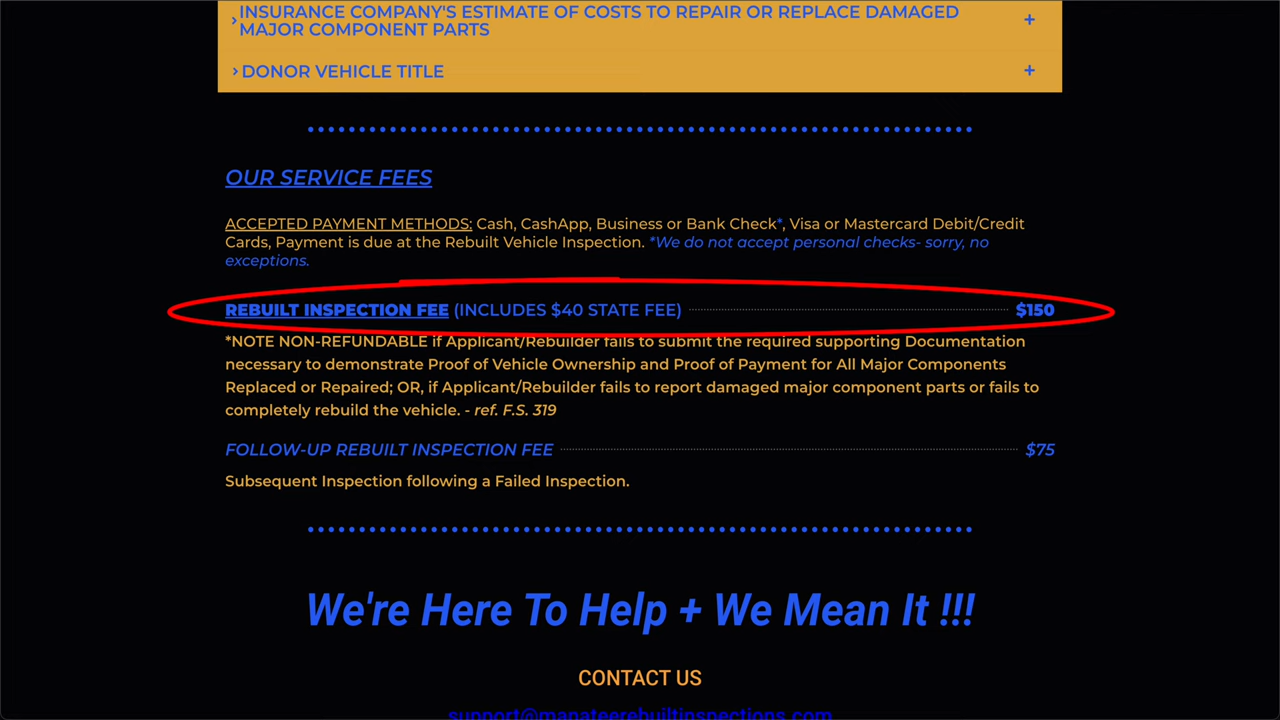 › INSURANCE COMPANY'S ESTIMATE OF COSTS TO REPAIR OR REPLACE DAMAGED +
MAJOR COMPONENT PARTS
› DONOR VEHICLE TITLE +
OUR SERVICE FEES
ACCEPTED PAYMENT METHODS: Cash, CashApp, Business or Bank Check*, Visa or Mastercard Debit/Credit
Cards, Payment is due at the Rebuilt Vehicle Inspection. *We do not accept personal checks- sorry, no
exceptions.
REBUILT INSPECTION FEE (INCLUDES $40 STATE FEE) $150
*NOTE NON-REFUNDABLE if Applicant/Rebuilder fails to submit the required supporting Documentation
necessary to demonstrate Proof of Vehicle Ownership and Proof of Payment for All Major Components
Replaced or Repaired; OR, if Applicant/Rebuilder fails to report damaged major component parts or fails to
completely rebuild the vehicle. - ref. F.S. 319
FOLLOW-UP REBUILT INSPECTION FEE $75
Subsequent Inspection following a Failed Inspection.
We're Here To Help + We Mean It !!!
CONTACT US
support@manateerebuiltinspections.com